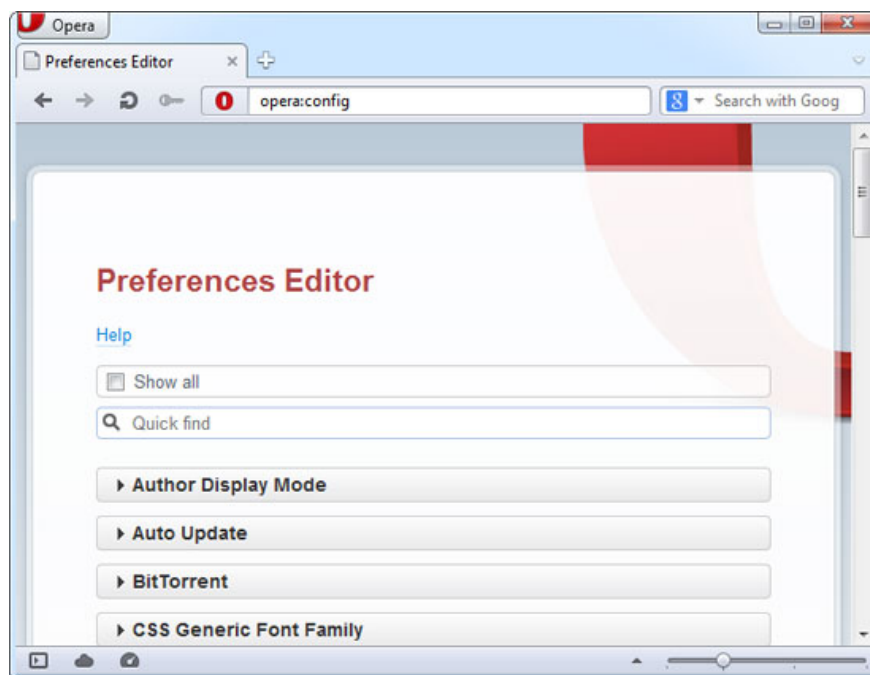 Opera
Preferences Editor
opera:config
Search with Goog
Preferences Editor
Help
Show all
Quick find
Author Display Mode
Auto Update
BitTorrent
CSS Generic Font Family